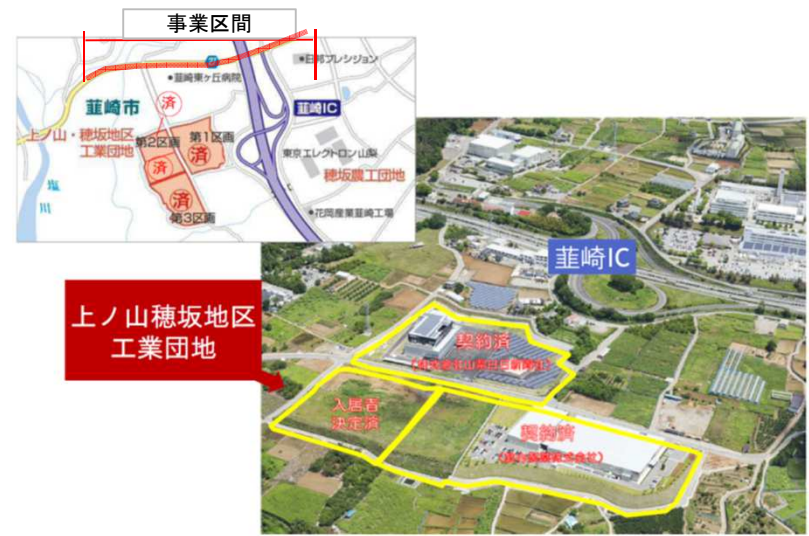 事業区間
27
日邦プレシジョン
韮崎東ヶ丘病院
韮崎市
済
韮崎IC
上ノ山・穂坂地区
工業団地
第2区画
第1区画
済
済
東京エレクトロン山梨
穂坂農工団地
塩川
済
第3区画
花岡産業韮崎工場
韮崎IC
上ノ山穂坂地区
工業団地
契約済
入居者
決定済
契約済